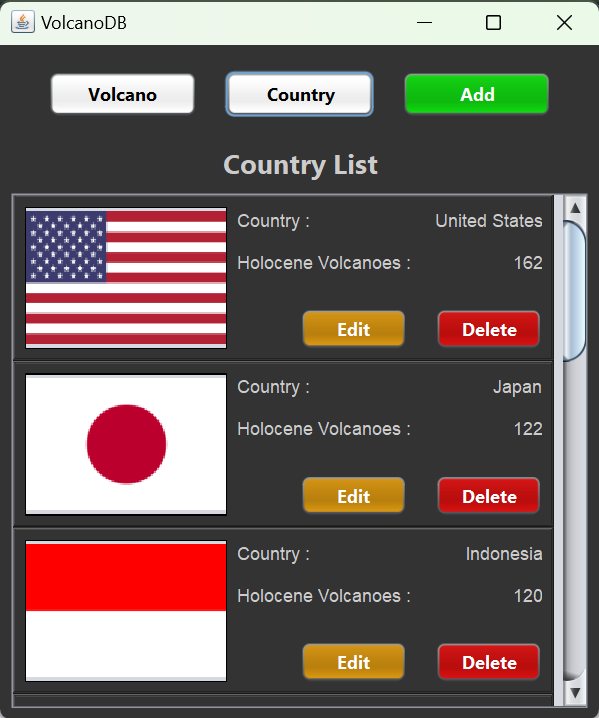 VolcanoDB
Volcano Country Add
Country List
Country : United States
Holocene Volcanoes : 162
Edit Delete
Country : Japan
Holocene Volcanoes : 122
Edit Delete
Country : Indonesia
Holocene Volcanoes : 120
Edit Delete